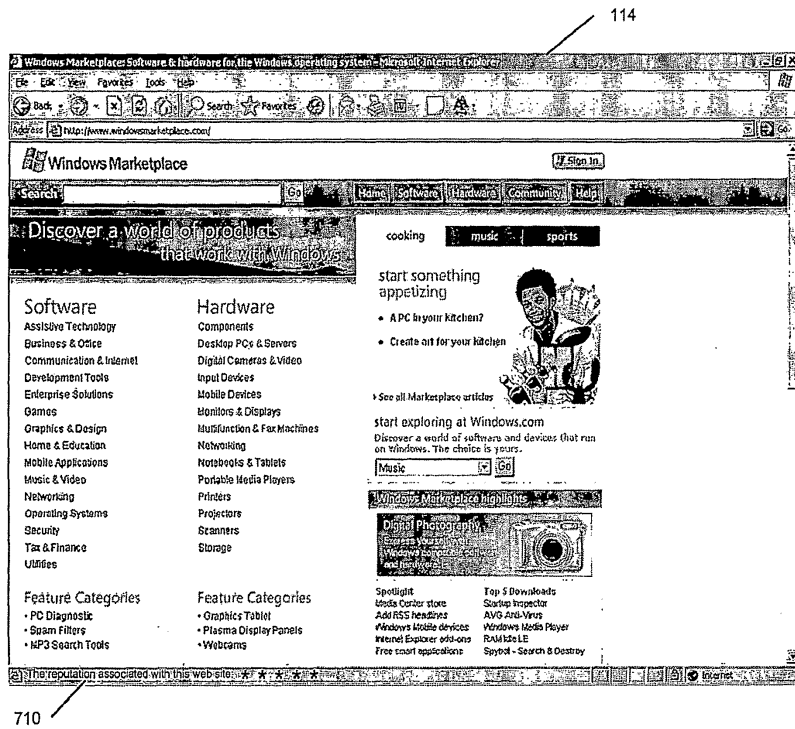 114
Windows Marketplace: Software & hardware for the Windows operating system - Microsoft Internet Explorer
File Edit View Favorites Tools Help
Back Search Favorites
Address http://www.windowsmarketplace.com/ Go
Windows Marketplace Sign In
Search Go Home Software Hardware Community Help
Discover a world of products
that work with Windows
cooking music sports
start something
appetizing
• A PC in your kitchen?
• Create art for your kitchen
See all Marketplace articles
Software
Assistive Technology
Business & Office
Communication & Internet
Development Tools
Enterprise Solutions
Games
Graphics & Design
Home & Education
Mobile Applications
Music & Video
Networking
Operating Systems
Security
Tax & Finance
Utilities
Hardware
Components
Desktop PCs & Servers
Digital Cameras & Video
Input Devices
Mobile Devices
Monitors & Displays
Multifunction & Fax Machines
Networking
Notebooks & Tablets
Portable Media Players
Printers
Projectors
Scanners
Storage
start exploring at Windows.com
Discover a world of software and devices that run
on Windows. The choice is yours.
Music Go
Windows Marketplace highlights
Digital Photography
Windows
and hardware
Feature Categories
• PC Diagnostic
• Spam Filters
• MP3 Search Tools
Feature Categories
• Graphics Tablet
• Plasma Display Panels
• Webcams
Spotlight
Media Center store
Add RSS headlines
Windows Mobile devices
Internet Explorer add-ons
Free smart applications
Top 5 Downloads
Startup Inspector
AVG Anti-Virus
Windows Media Player
Spybot - Search & Destroy
The reputation associated with this web site: * * * * * Internet
710